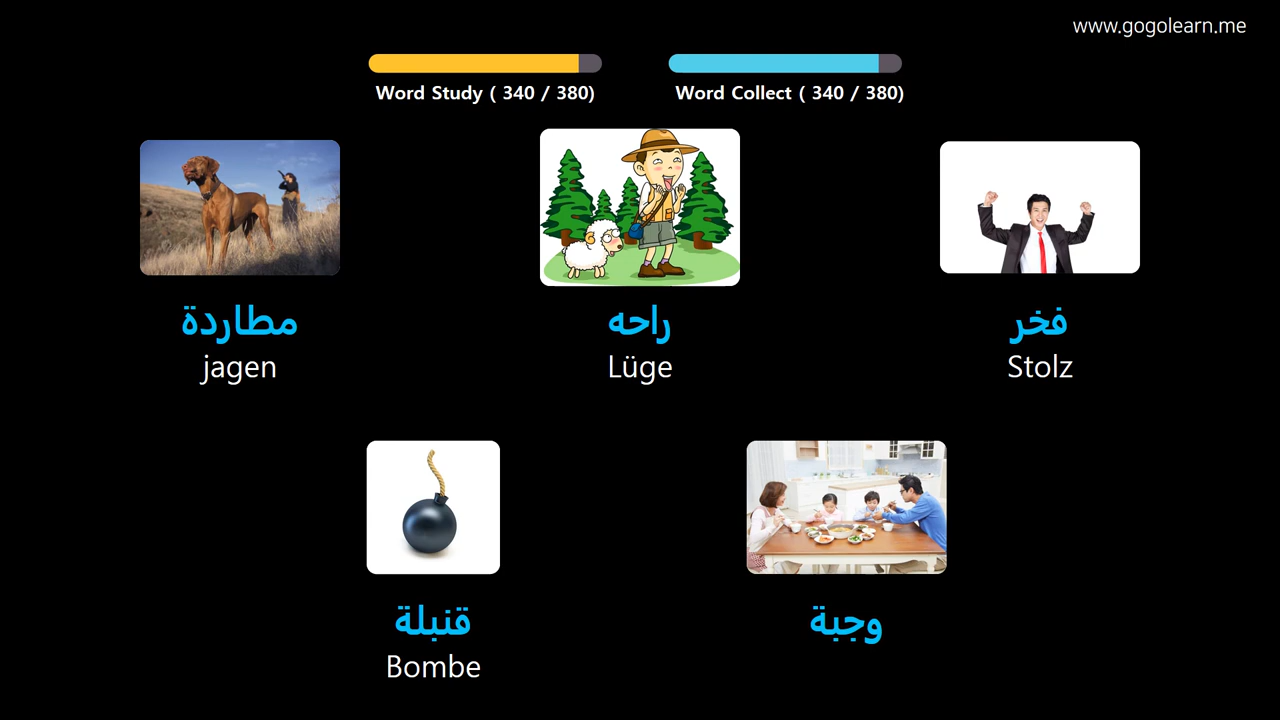 www.gogolearn.me
Word Study ( 340 / 380)
Word Collect ( 340 / 380)
مطاردة
jagen
راحه
Lüge
فخر
Stolz
قنبلة
Bombe
وجبة